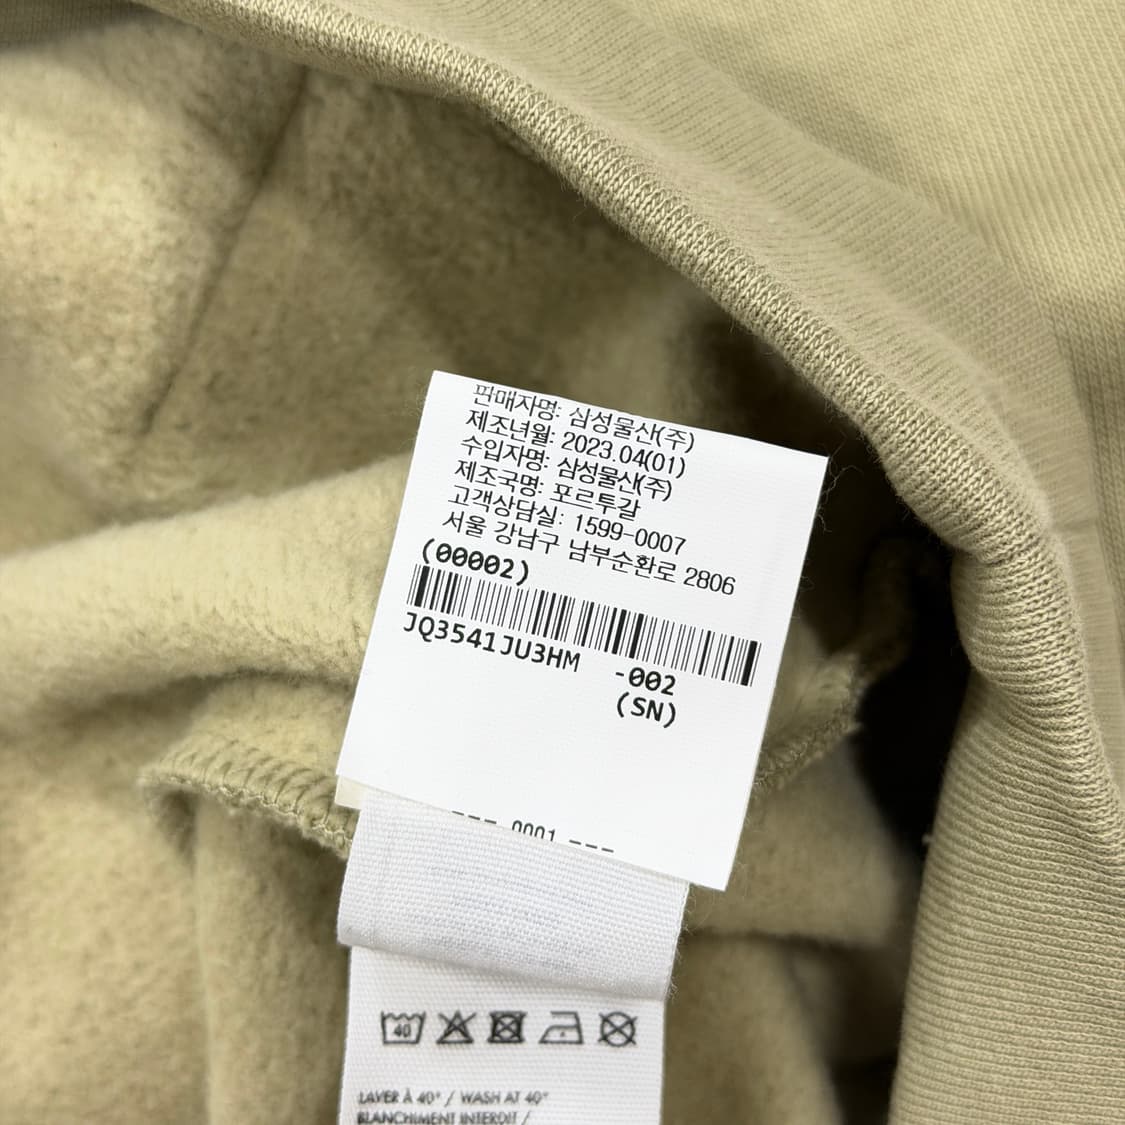 판매자명: 삼성물산(주)
제조년월: 2023.04(01)
수입자명: 삼성물산(주)
제조국명: 포르투갈
고객상담실: 1599-0007
서울 강남구 남부순환로 2806
(00002)
JQ3541JU3HM -002
(SN)
--- 0001 ---
40
LAVER À 40° / WASH AT 40°
BLANCHIMENT INTERDIT /